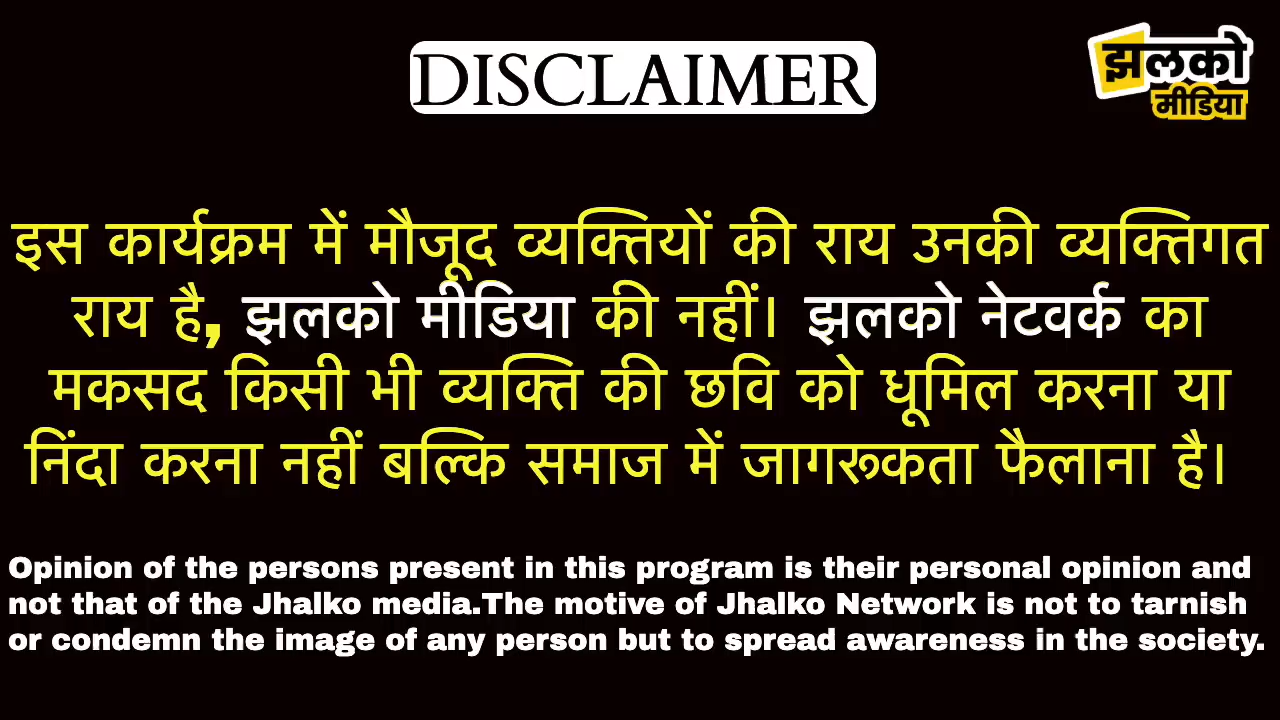 DISCLAIMER
झलको
मीडिया
इस कार्यक्रम में मौजूद व्यक्तियों की राय उनकी व्यक्तिगत
राय है, झलको मीडिया की नहीं। झलको नेटवर्क का
मकसद किसी भी व्यक्ति की छवि को धूमिल करना या
निंदा करना नहीं बल्कि समाज में जागरूकता फैलाना है।
Opinion of the persons present in this program is their personal opinion and
not that of the Jhalko media.The motive of Jhalko Network is not to tarnish
or condemn the image of any person but to spread awareness in the society.